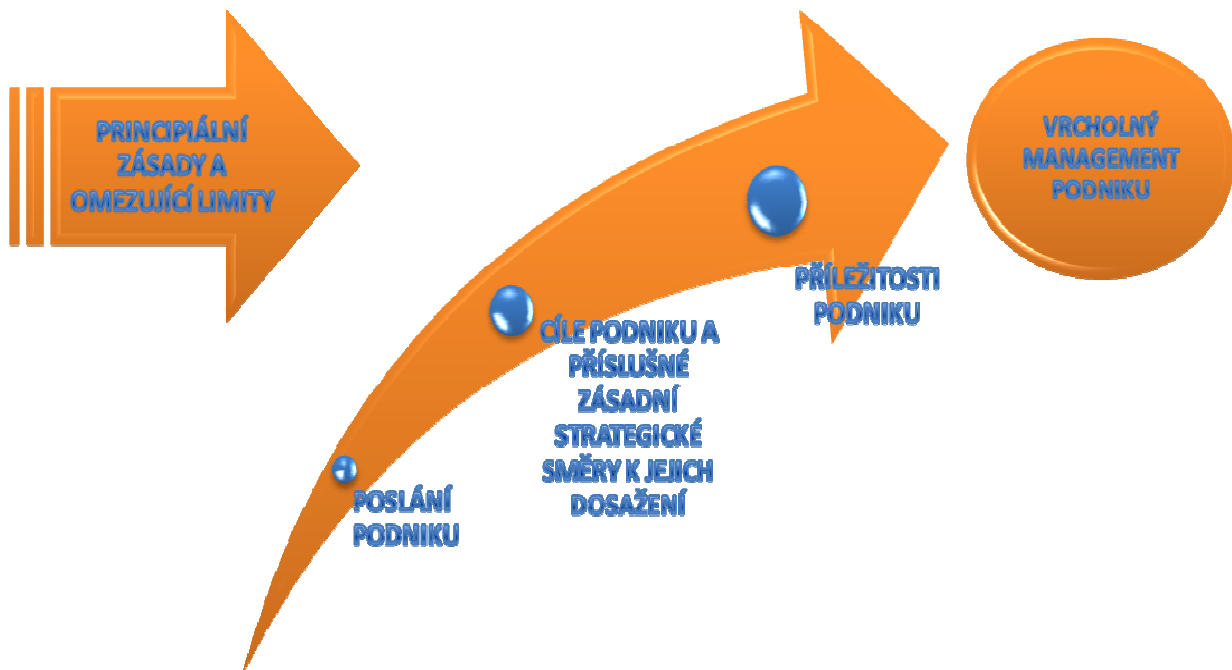 PRINCIPIÁLNÍ
ZÁSADY A
OMEZUJÍCÍ LIMITY
VRCHOLNÝ
MANAGEMENT
PODNIKU
PŘÍLEŽITOSTI
PODNIKU
CÍLE PODNIKU A
PŘÍSLUŠNÉ
ZÁSADNÍ
STRATEGICKÉ
SMĚRY K JEJICH
DOSAŽENÍ
POSLÁNÍ
PODNIKU